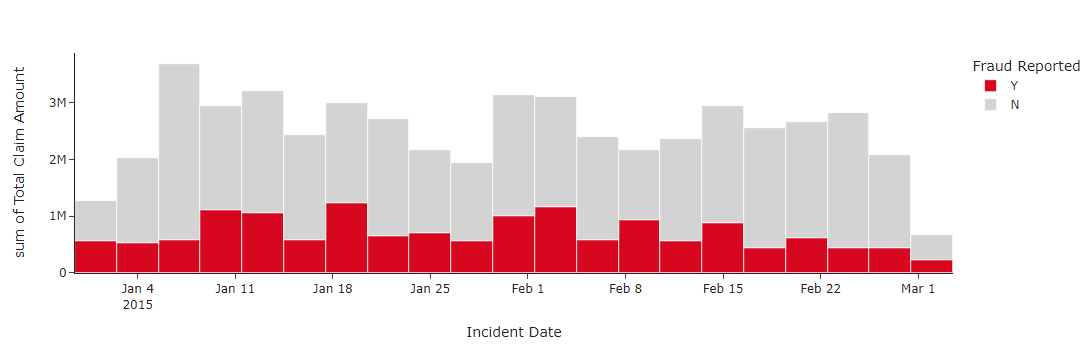 sum of Total Claim Amount
3M
2M
1M
0
Jan 4
2015
Jan 11
Jan 18
Jan 25
Feb 1
Feb 8
Feb 15
Feb 22
Mar 1
Incident Date
Fraud Reported
Y
N